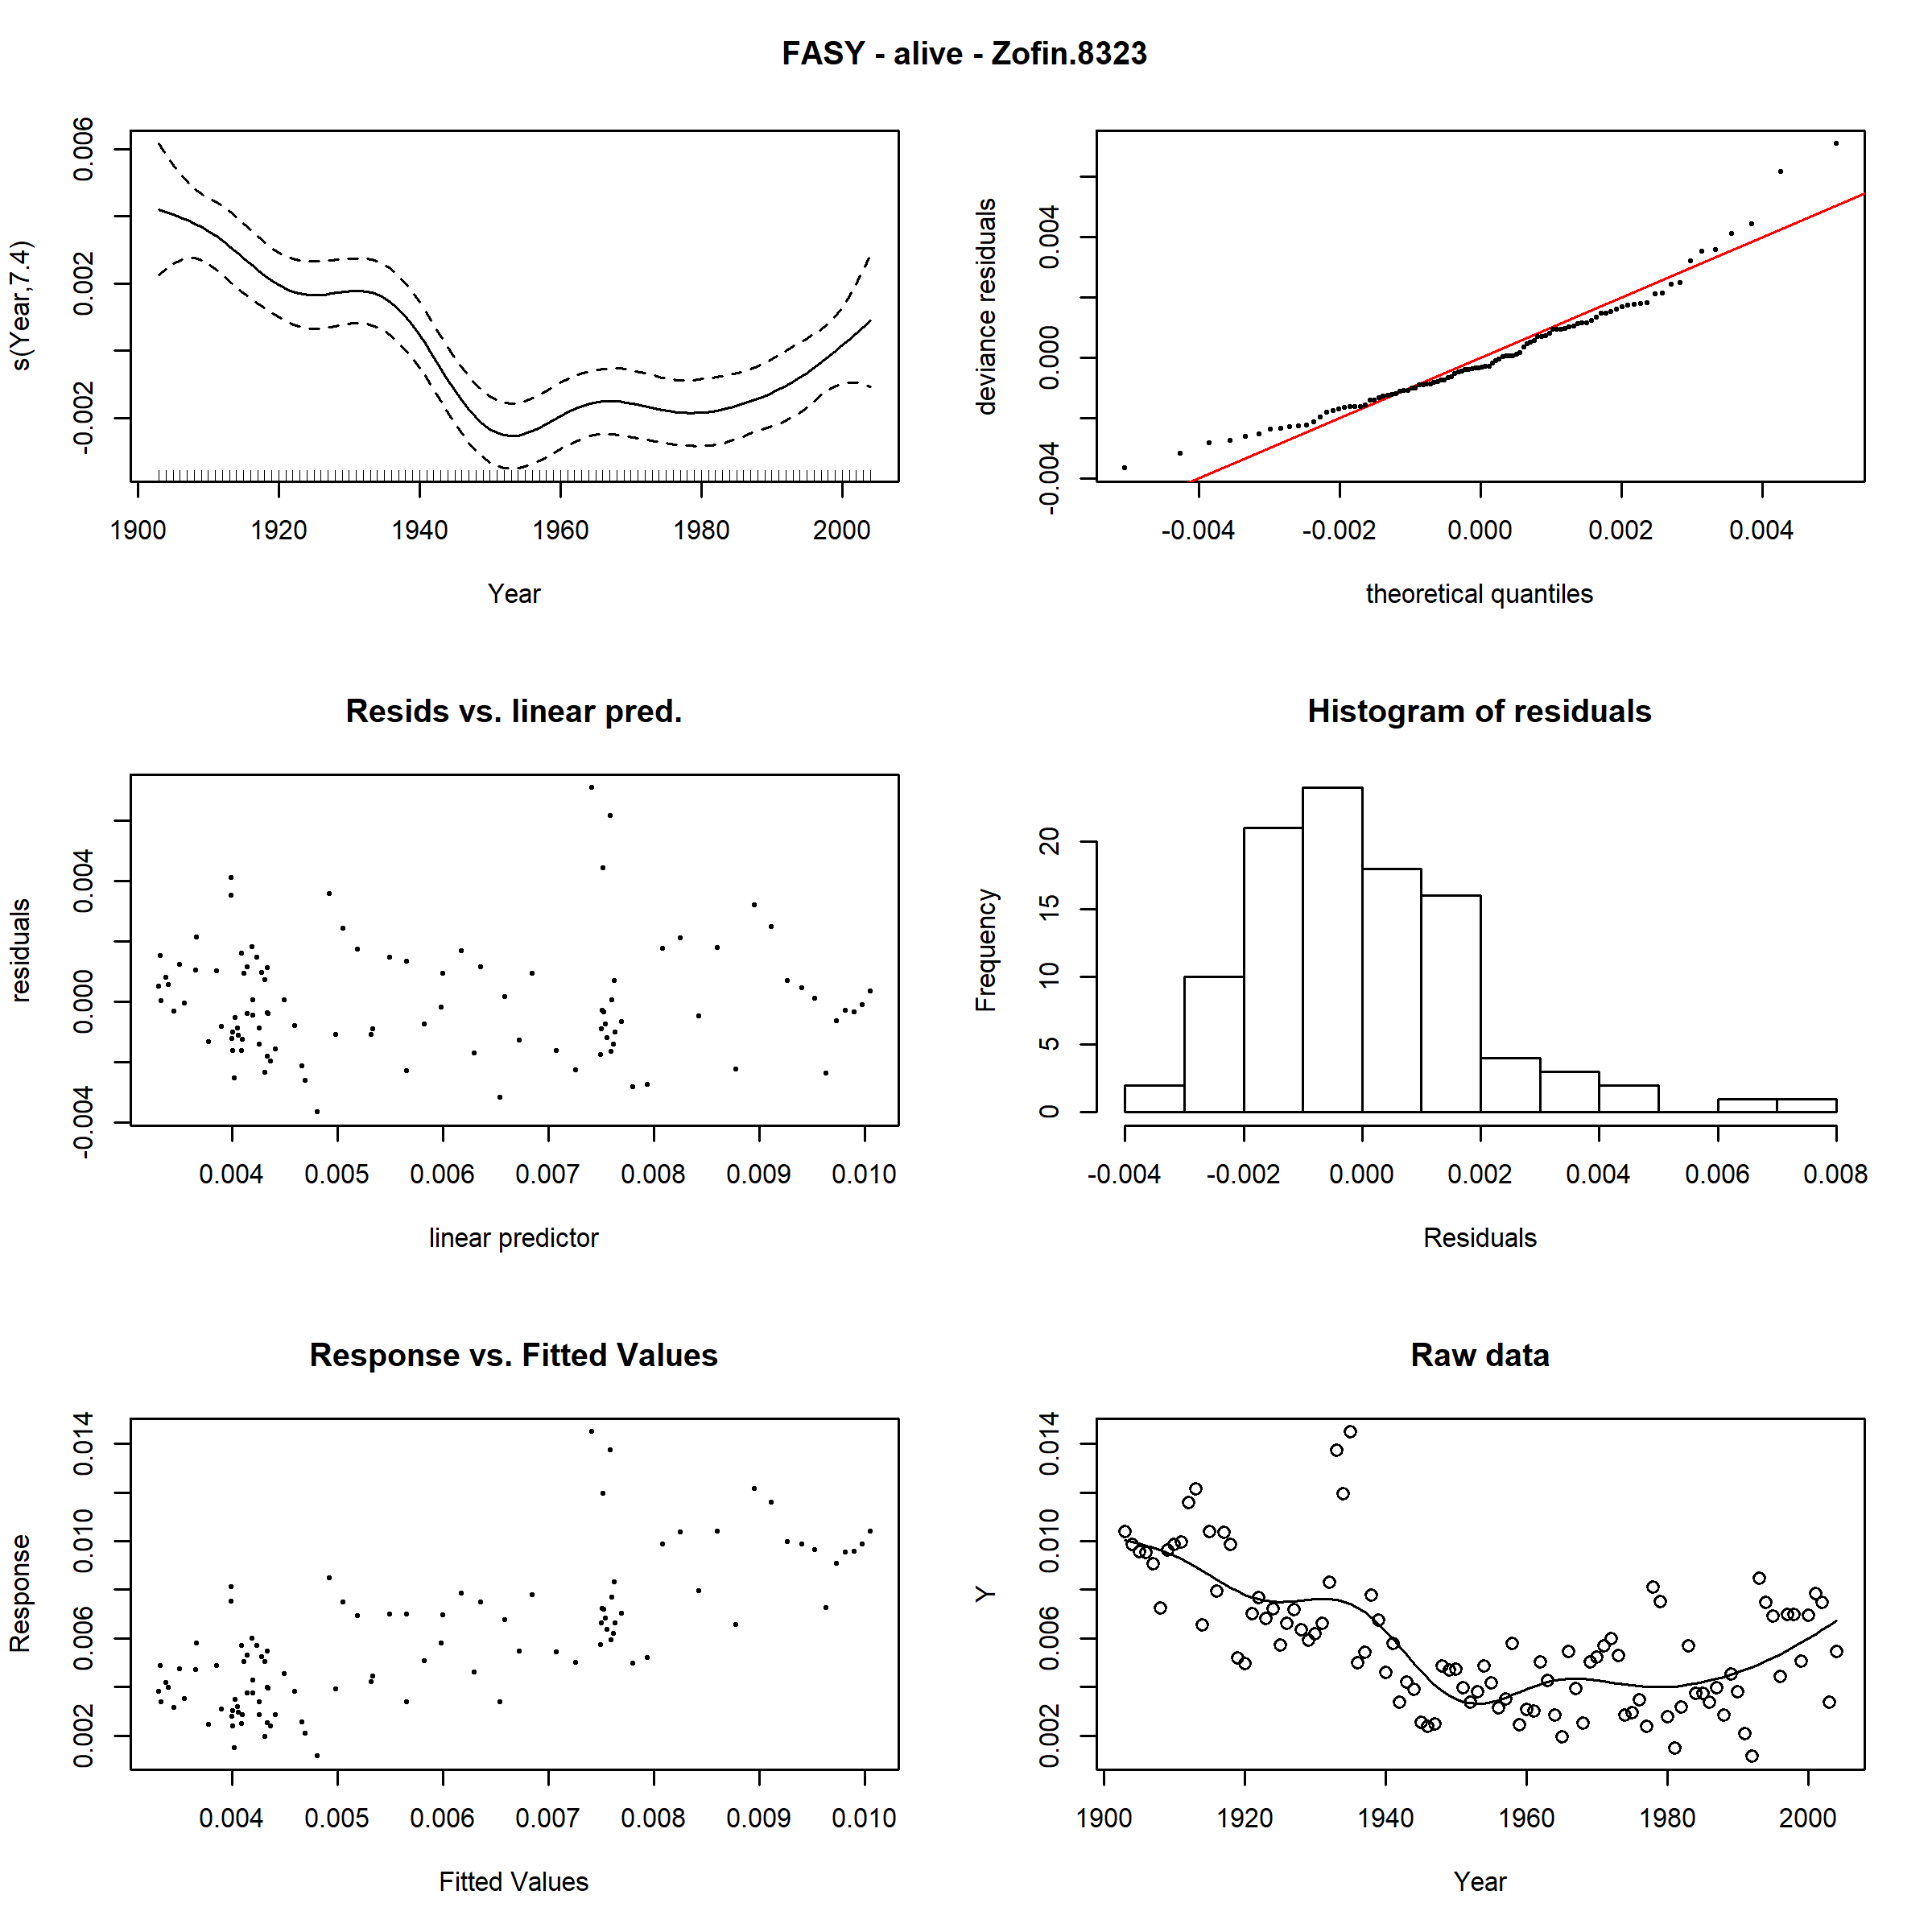 FASY - alive - Zofin.8323
s(Year,7.4)
-0.002 0.002 0.006
1900 1920 1940 1960 1980 2000
Year
deviance residuals
-0.004 0.000 0.004
-0.004 -0.002 0.000 0.002 0.004
theoretical quantiles
Resids vs. linear pred.
residuals
-0.004 0.000 0.004
0.004 0.005 0.006 0.007 0.008 0.009 0.010
linear predictor
Histogram of residuals
Frequency
0 5 10 15 20
-0.004 -0.002 0.000 0.002 0.004 0.006 0.008
Residuals
Response vs. Fitted Values
Response
0.002 0.006 0.010 0.014
0.004 0.005 0.006 0.007 0.008 0.009 0.010
Fitted Values
Raw data
Y
0.002 0.006 0.010 0.014
1900 1920 1940 1960 1980 2000
Year